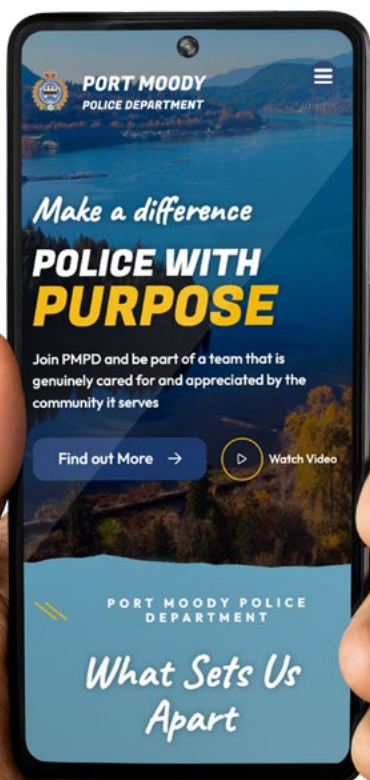 PORT MOODY
POLICE DEPARTMENT
Make a difference
POLICE WITH
PURPOSE
Join PMPD and be part of a team that is
genuinely cared for and appreciated by the
community it serves
Find out More
Watch Video
PORT MOODY POLICE
DEPARTMENT
What Sets Us
Apart